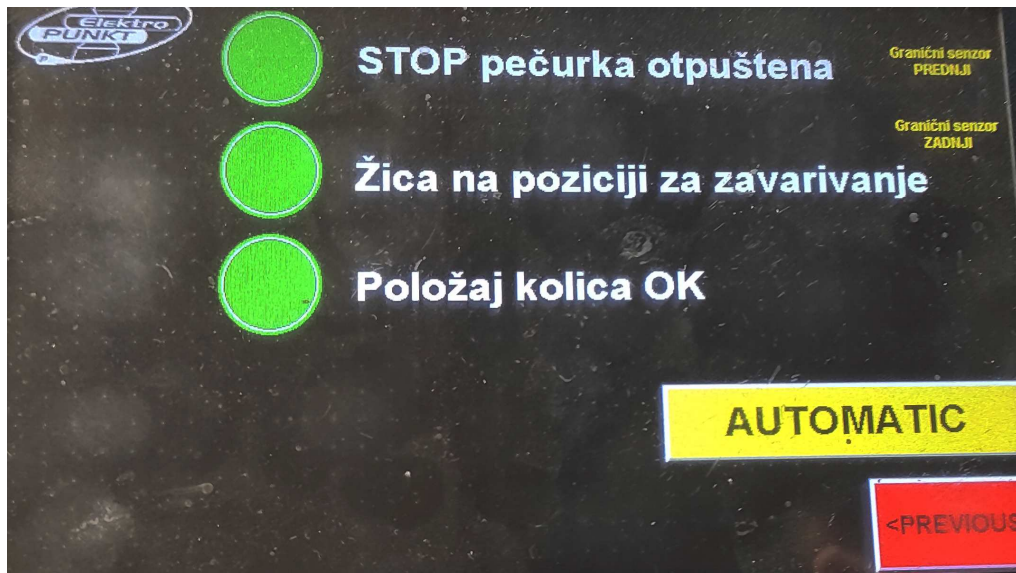 Elektro
PUNKT
STOP pečurka otpuštena
Granični senzor
PREDNJI
Granični senzor
ZADNJI
Žica na poziciji za zavarivanje
Položaj kolica OK
AUTOMATIC
<PREVIOUS